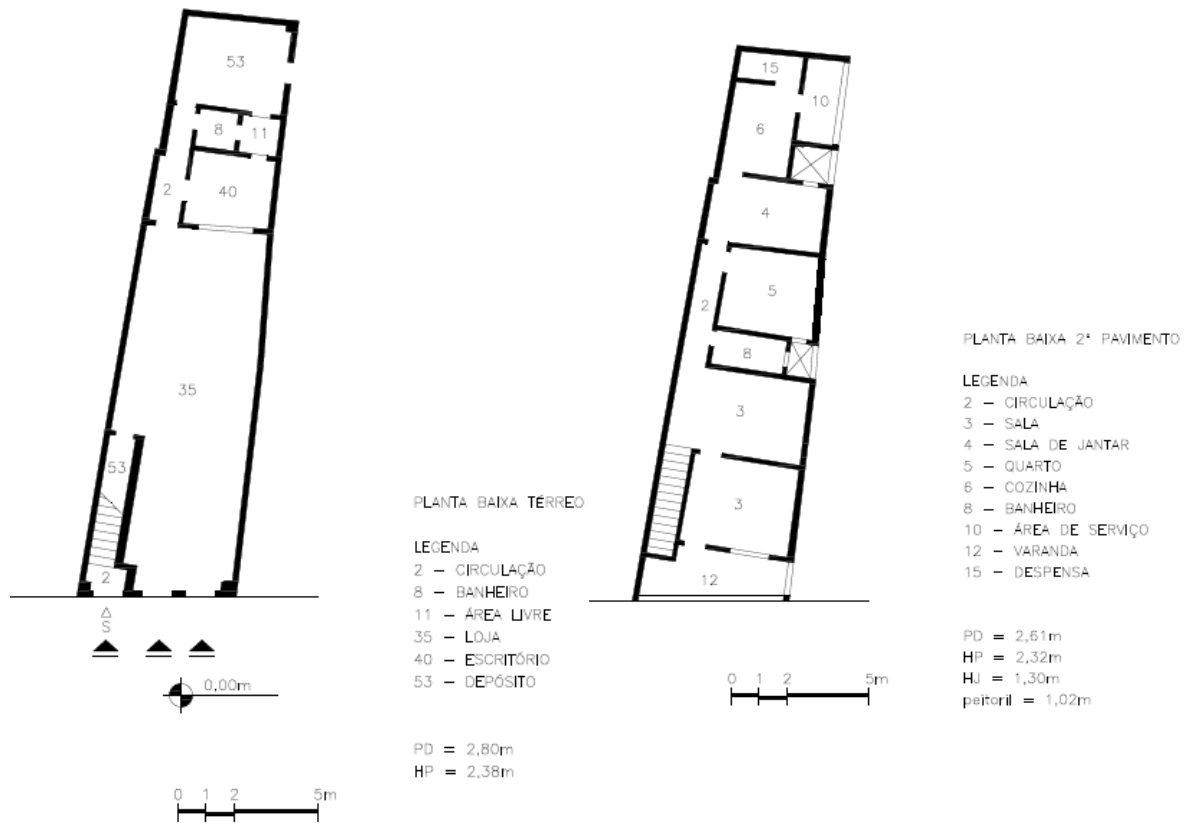 53
8
11
2
40
35
53
2
S
0,00m
0 1 2 5m
PLANTA BAIXA TÉRREO
LEGENDA
2 – CIRCULAÇÃO
8 – BANHEIRO
11 – ÁREA LIVRE
35 – LOJA
40 – ESCRITÓRIO
53 – DEPÓSITO
PD = 2,80m
HP = 2,38m
15
10
6
4
5
2
8
3
3
12
0 1 2 5m
PLANTA BAIXA 2° PAVIMENTO
LEGENDA
2 – CIRCULAÇÃO
3 – SALA
4 – SALA DE JANTAR
5 – QUARTO
6 – COZINHA
8 – BANHEIRO
10 – ÁREA DE SERVIÇO
12 – VARANDA
15 – DESPENSA
PD = 2,61m
HP = 2,32m
HJ = 1,30m
peitoril = 1,02m